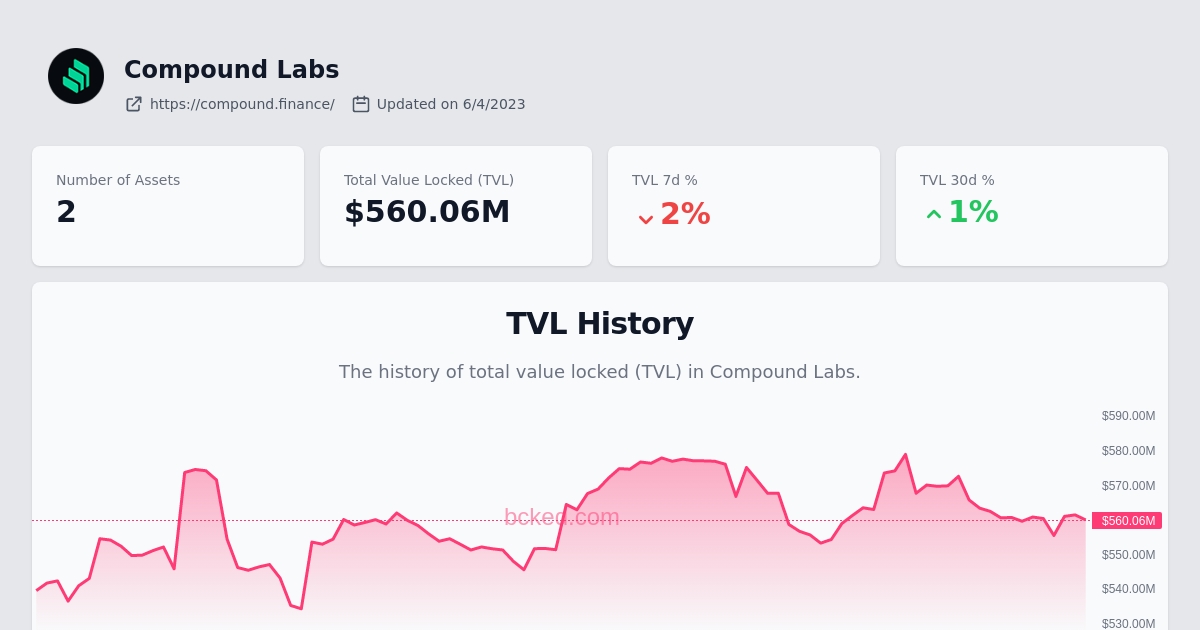 Compound Labs
https://compound.finance/ Updated on 6/4/2023
Number of Assets
2
Total Value Locked (TVL)
$560.06M
TVL 7d %
2%
TVL 30d %
1%
TVL History
The history of total value locked (TVL) in Compound Labs.
$590.00M
$580.00M
$570.00M
bcked.com
$560.06M
$550.00M
$540.00M
$530.00M